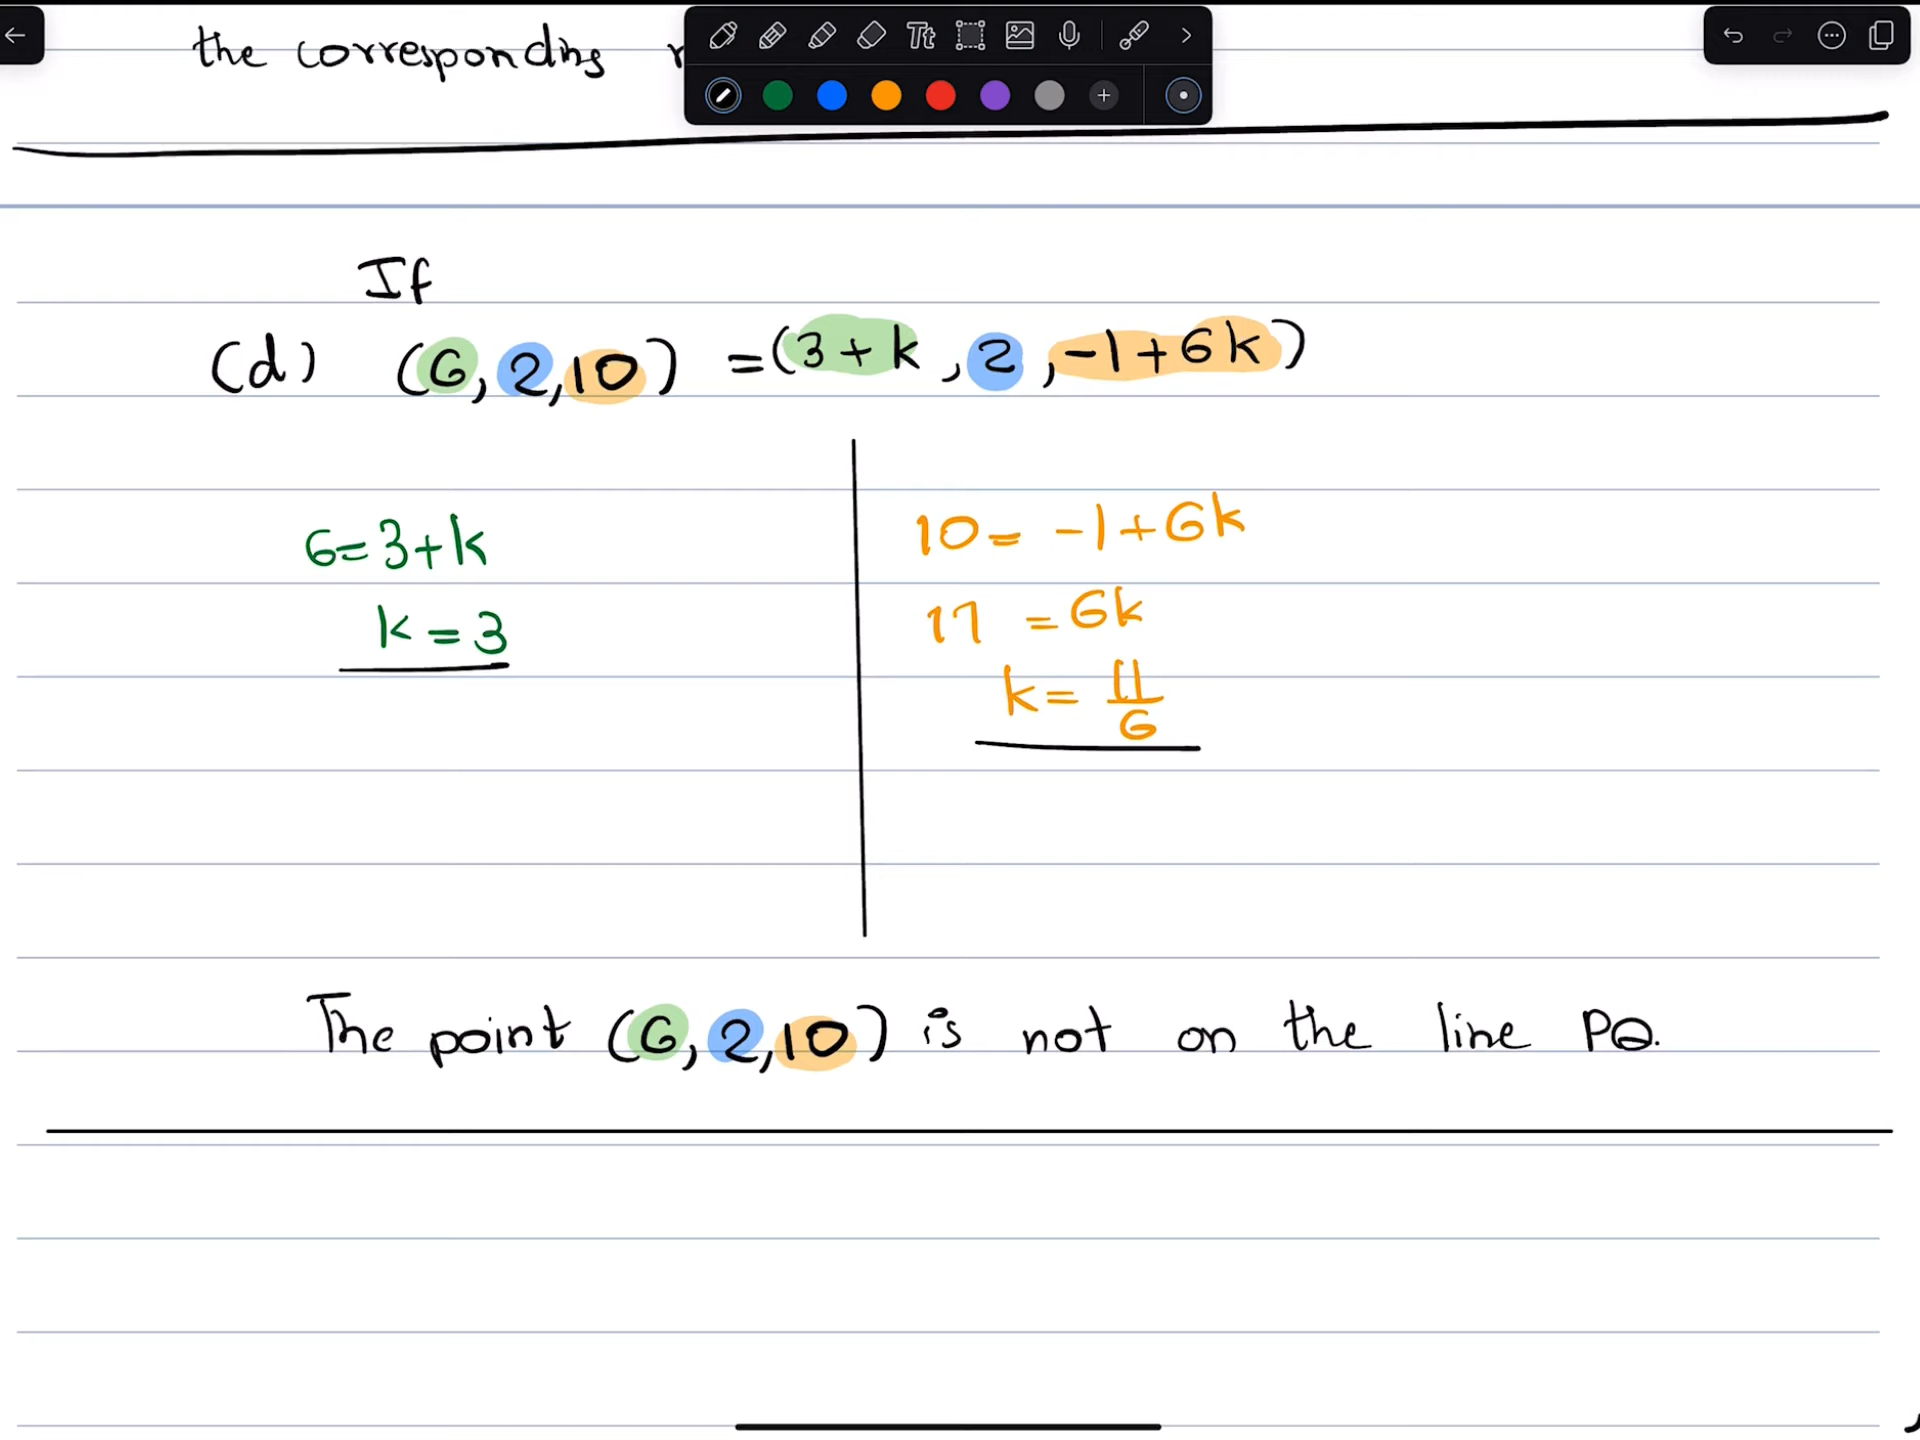 the corresponding
Tt
If
(d) (6, 2, 10) = (3 + k, 2, -1 + 6k)
6 = 3 + k
k = 3
10 = -1 + 6k
11 = 6k
k = 11/6
The point (6, 2, 10) is not on the line PQ.